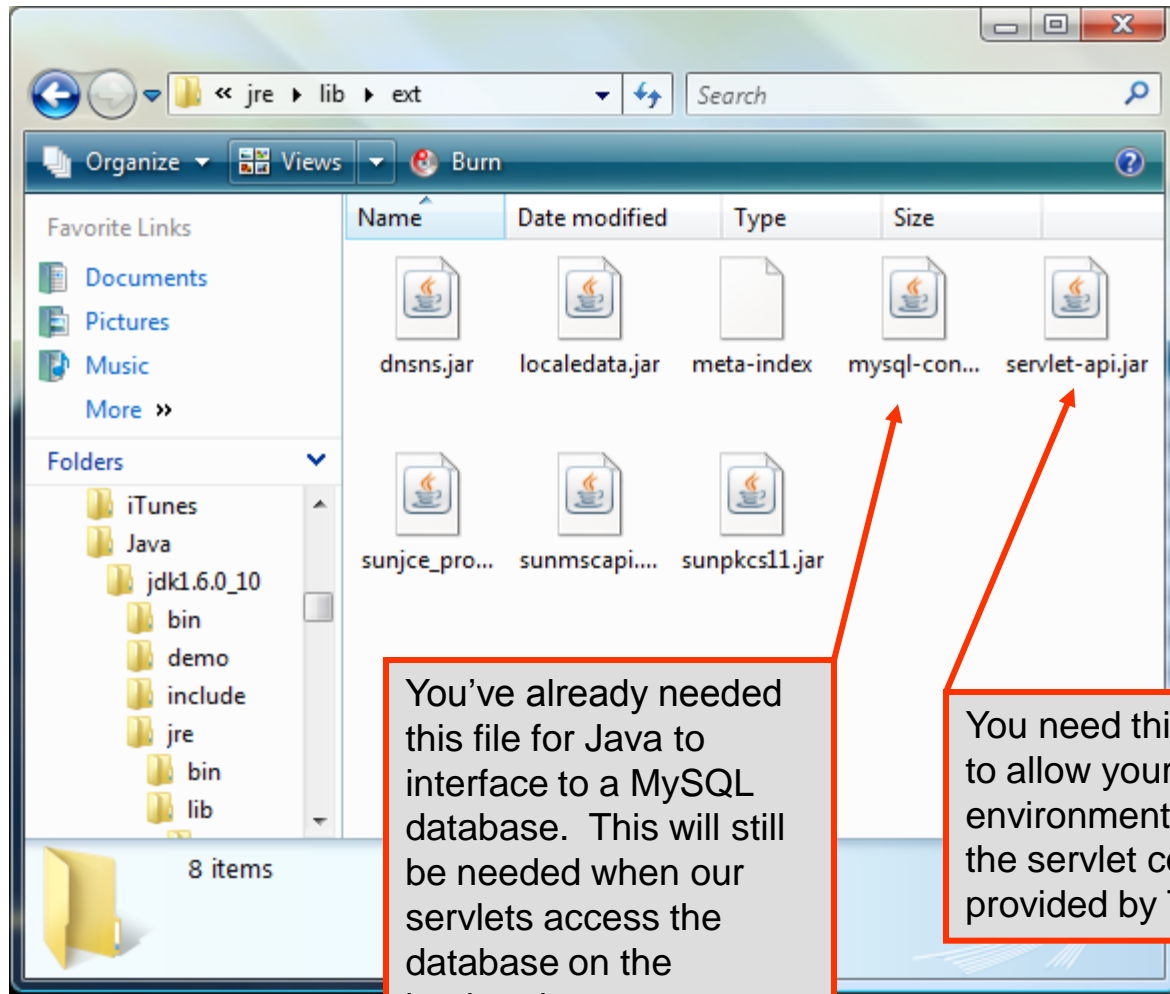 « jre ▸ lib ▸ ext
Search
Organize
Views
Burn
Favorite Links
Documents
Pictures
Music
More »
Folders
iTunes
Java
jdk1.6.0_10
bin
demo
include
jre
bin
lib
Name Date modified Type Size
dnsns.jar localedata.jar meta-index mysql-con... servlet-api.jar
sunjce_pro... sunmscapi.... sunpkcs11.jar
8 items
You’ve already needed
this file for Java to
interface to a MySQL
database. This will still
be needed when our
servlets access the
database on the
You need
to allow your
environment
the servlet
provided by